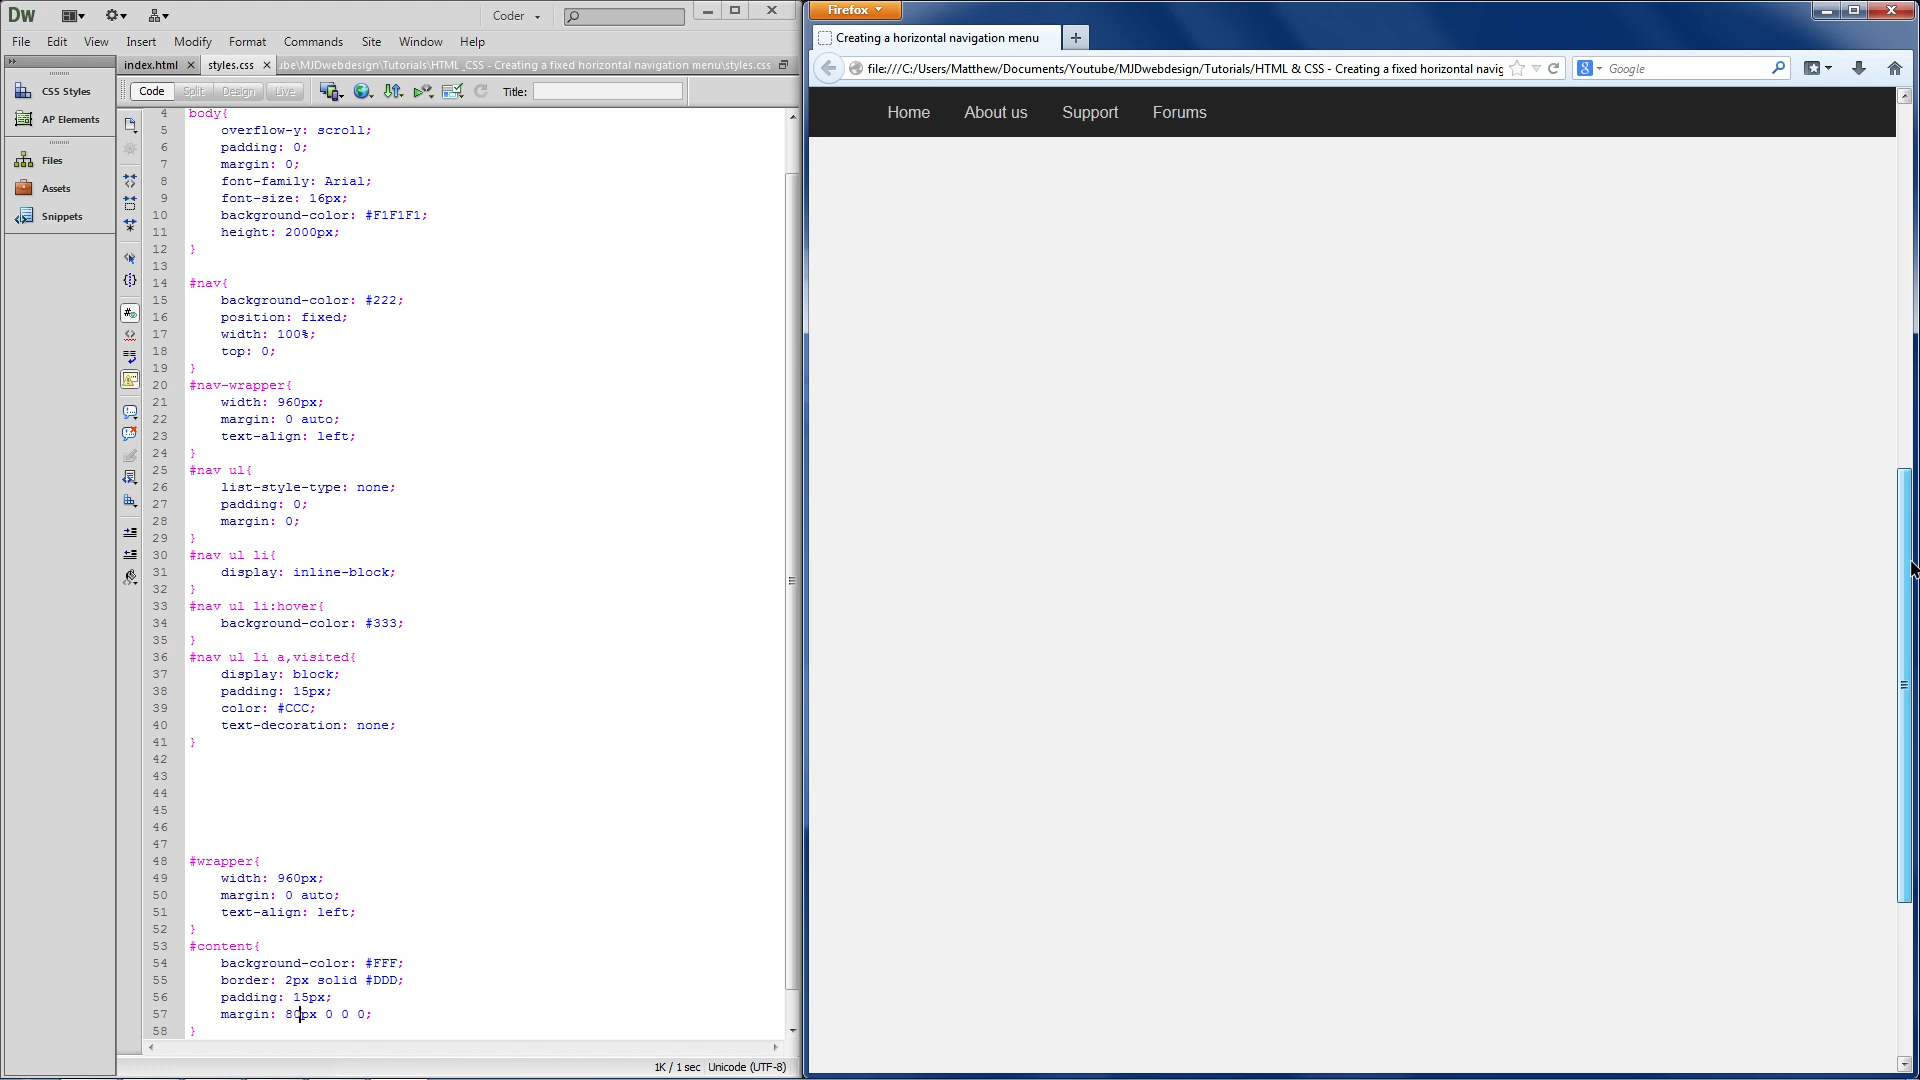 Dw
Coder
File Edit View Insert Modify Format Commands Site Window Help
index.html styles.css
be\MJDwebdesign\Tutorials\HTML_CSS - Creating a fixed horizontal navigation menu\styles.css
Code Split Design Live Title:
CSS Styles
AP Elements
Files
Assets
Snippets
4 body{
5 overflow-y: scroll;
6 padding: 0;
7 margin: 0;
8 font-family: Arial;
9 font-size: 16px;
10 background-color: #F1F1F1;
11 height: 2000px;
12 }
13
14 #nav{
15 background-color: #222;
16 position: fixed;
17 width: 100%;
18 top: 0;
19 }
20 #nav-wrapper{
21 width: 960px;
22 margin: 0 auto;
23 text-align: left;
24 }
25 #nav ul{
26 list-style-type: none;
27 padding: 0;
28 margin: 0;
29 }
30 #nav ul li{
31 display: inline-block;
32 }
33 #nav ul li:hover{
34 background-color: #333;
35 }
36 #nav ul li a,visited{
37 display: block;
38 padding: 15px;
39 color: #CCC;
40 text-decoration: none;
41 }
42
43
44
45
46
47
48 #wrapper{
49 width: 960px;
50 margin: 0 auto;
51 text-align: left;
52 }
53 #content{
54 background-color: #FFF;
55 border: 2px solid #DDD;
56 padding: 15px;
57 margin: 80px 0 0 0;
58 }
1K / 1 sec Unicode (UTF-8)
Firefox
Creating a horizontal navigation menu
file:///C:/Users/Matthew/Documents/Youtube/MJDwebdesign/Tutorials/HTML & CSS - Creating a fixed horizontal navig
Google
Home About us Support Forums